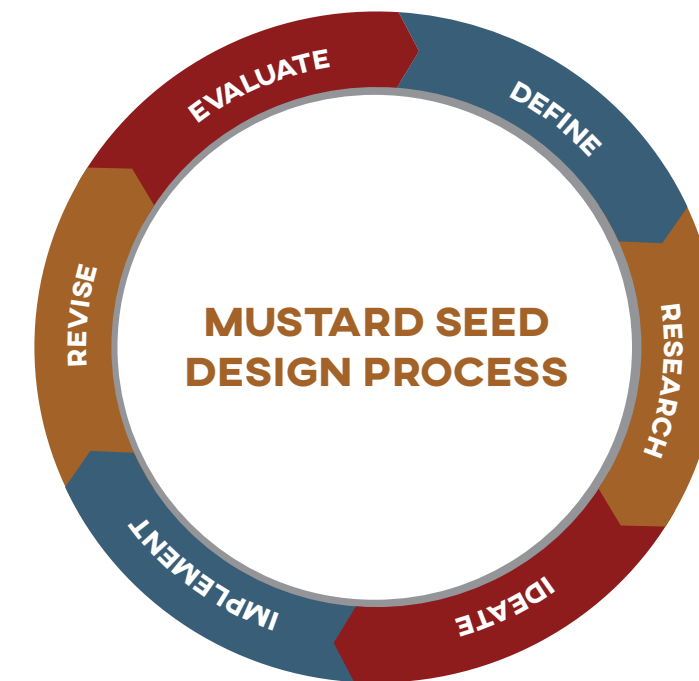 MUSTARD SEED
DESIGN PROCESS
DEFINE
RESEARCH
IDEATE
IMPLEMENT
REVISE
EVALUATE